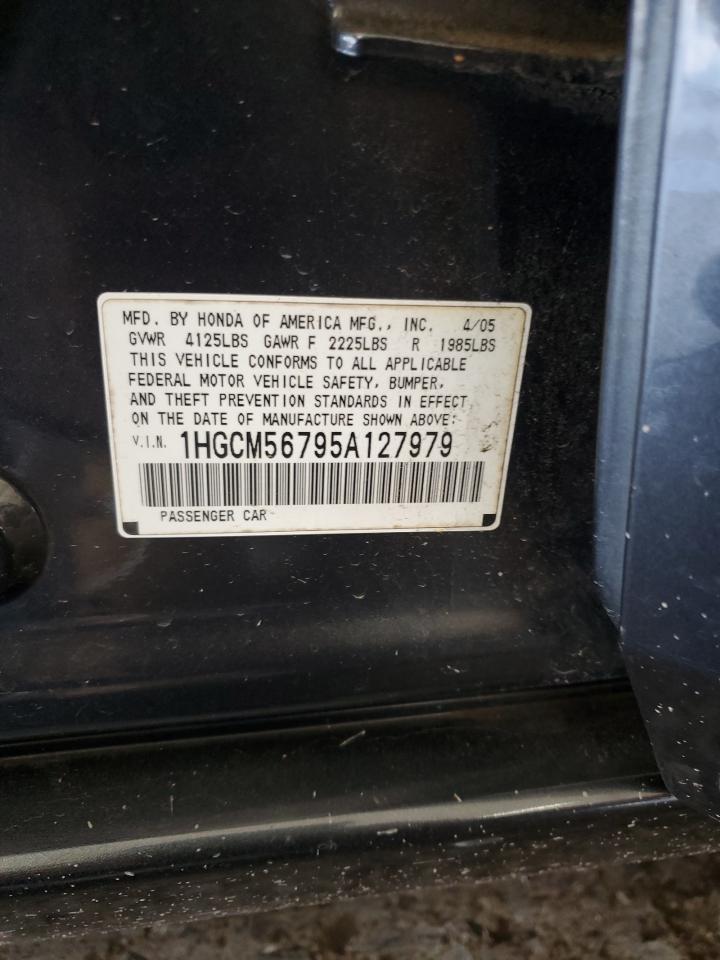 MFD. BY HONDA OF AMERICA MFG., INC. 4/05
GVWR 4125LBS GAWR F 2225LBS R 1985LBS
THIS VEHICLE CONFORMS TO ALL APPLICABLE
FEDERAL MOTOR VEHICLE SAFETY, BUMPER,
AND THEFT PREVENTION STANDARDS IN EFFECT
ON THE DATE OF MANUFACTURE SHOWN ABOVE:
V.I.N. 1HGCM56795A127979
PASSENGER CAR